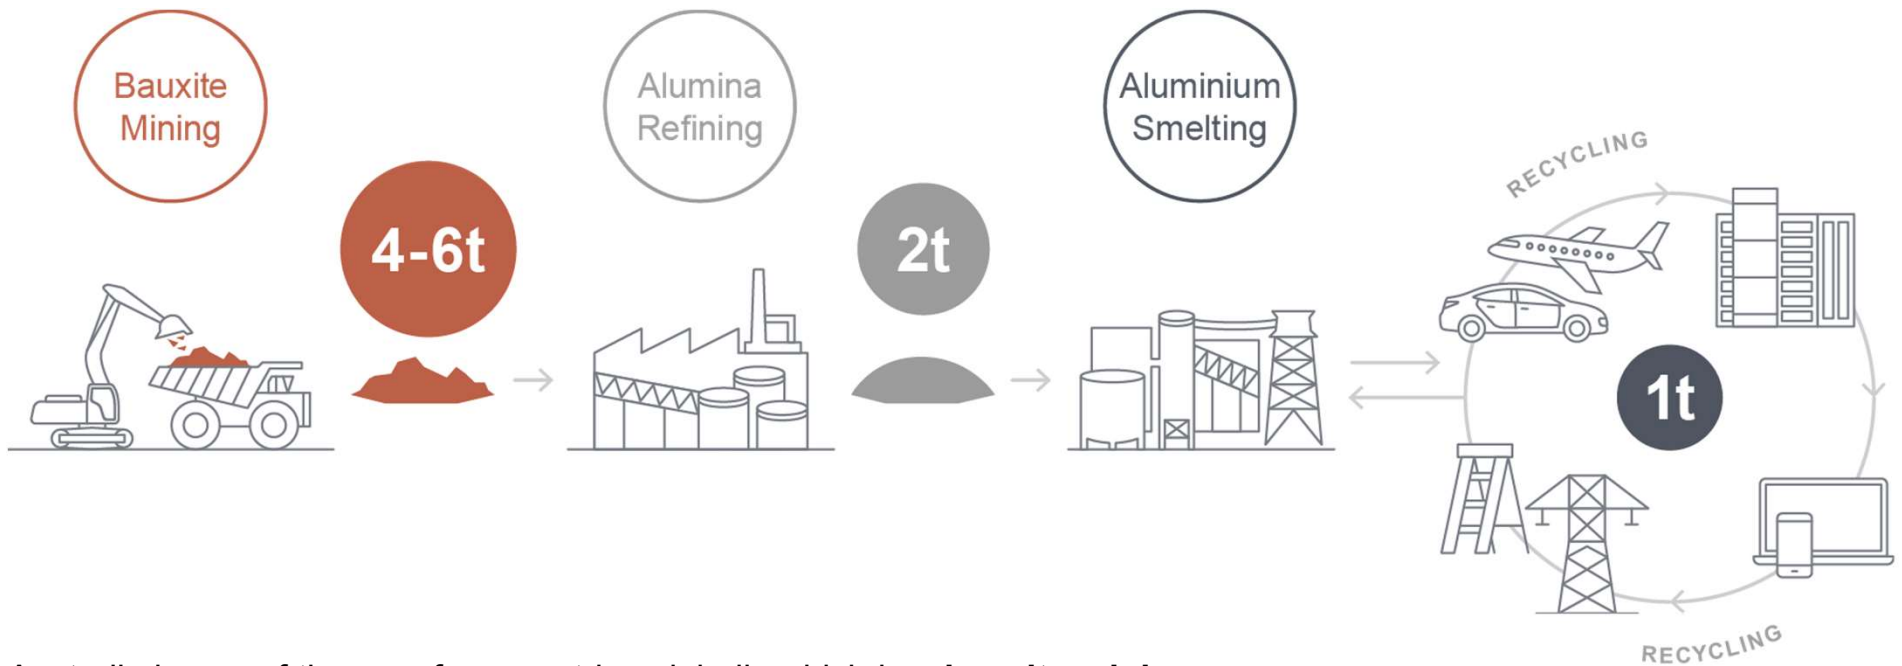 Bauxite
Mining
Alumina
Refining
Aluminium
Smelting
4-6t
2t
1t
RECYCLING
RECYCLING